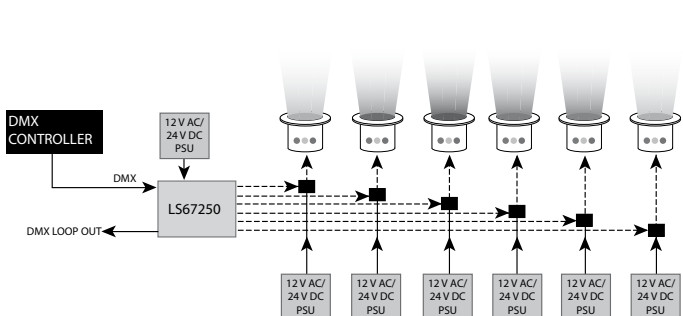 DMX
CONTROLLER
12 V AC/
24 V DC
PSU
DMX
LS67250
DMX LOOP OUT
12 V AC/
24 V DC
PSU
12 V AC/
24 V DC
PSU
12 V AC/
24 V DC
PSU
12 V AC/
24 V DC
PSU
12 V AC/
24 V DC
PSU
12 V AC/
24 V DC
PSU